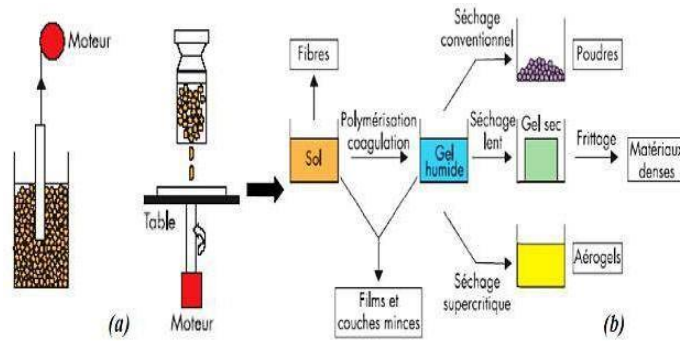 Moteur
(a)
Table
Moteur
Fibres
Sol
Polymérisation
coagulation
Gel
humide
Films et
couches minces
Séchage
conventionnel
Poudres
Séchage
lent
Gel sec
Frittage
Matériaux
denses
Séchage
supercritique
Aérogels
(b)